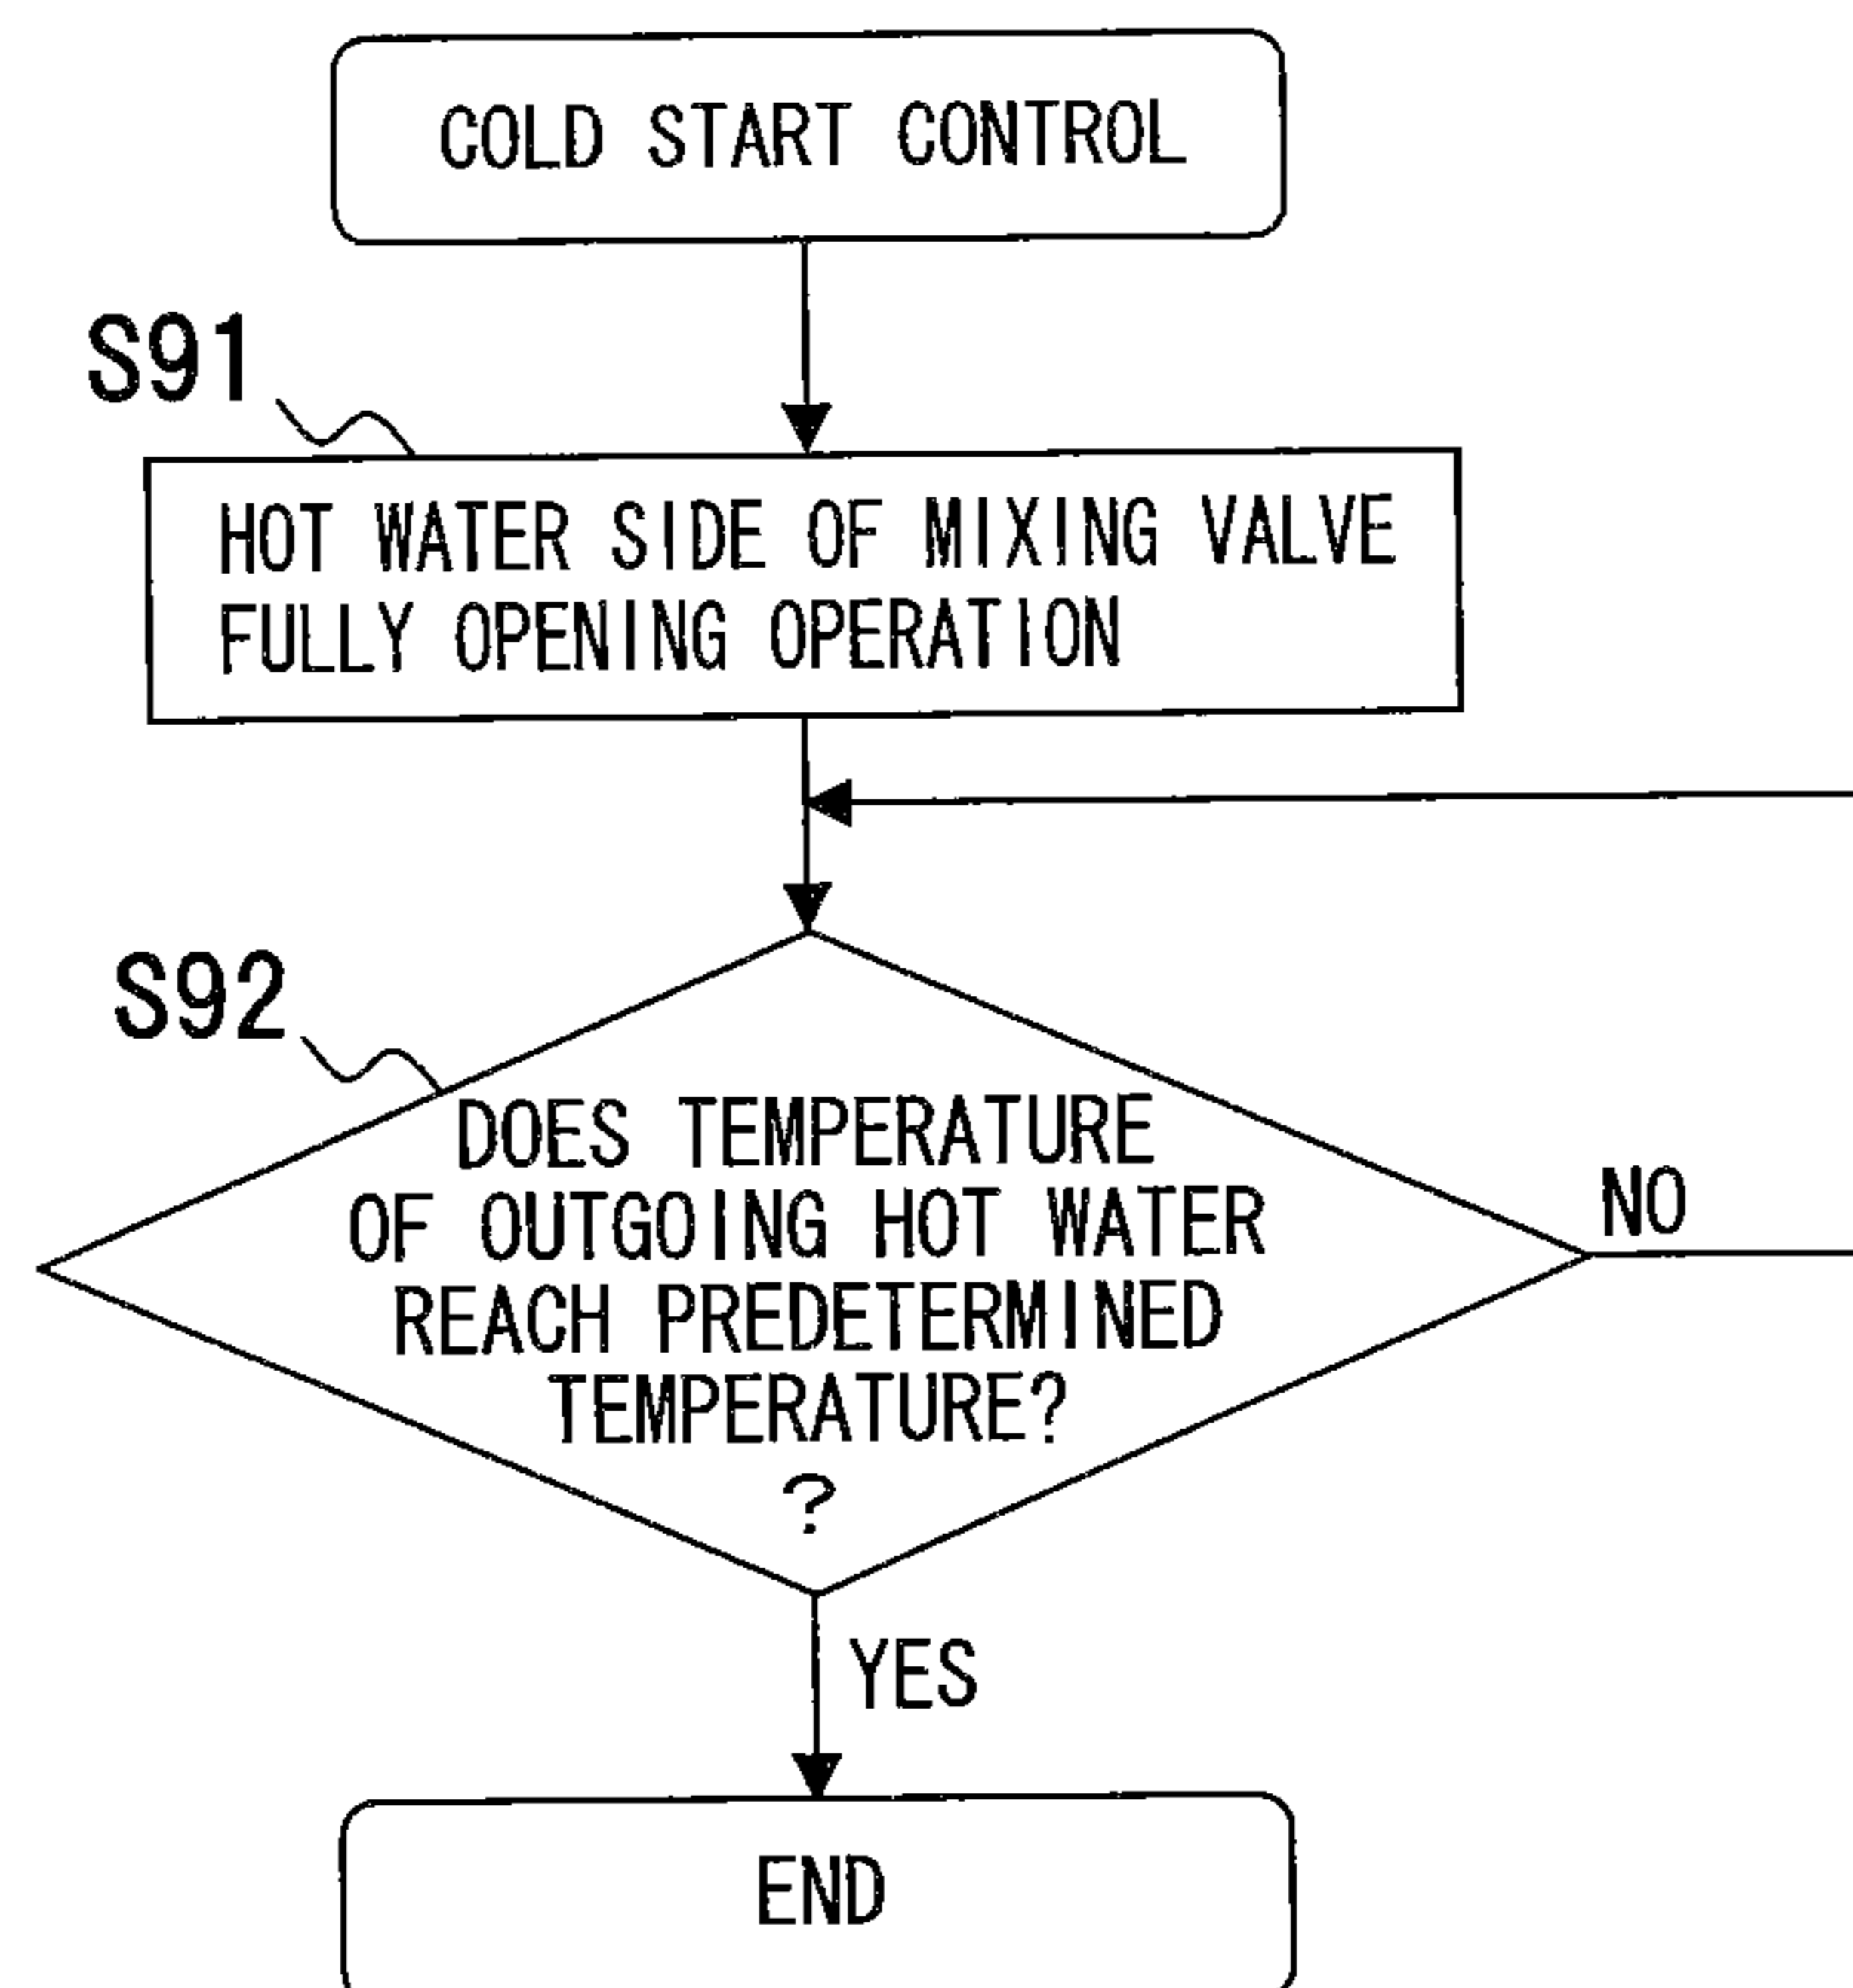 COLD START CONTROL
S91
HOT WATER SIDE OF MIXING VALVE
FULLY OPENING OPERATION
S92
DOES TEMPERATURE
OF OUTGOING HOT WATER
REACH PREDETERMINED
TEMPERATURE?
?
NO
YES
END